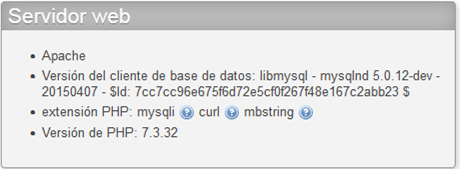 Servidor web
Apache
Versión del cliente de base de datos: libmysql - mysqlnd 5.0.12-dev -
20150407 - $Id: 7cc7cc96e675f6d72e5cf0f267f48e167c2abb23 $
extensión PHP: mysqli curl mbstring
Versión de PHP: 7.3.32